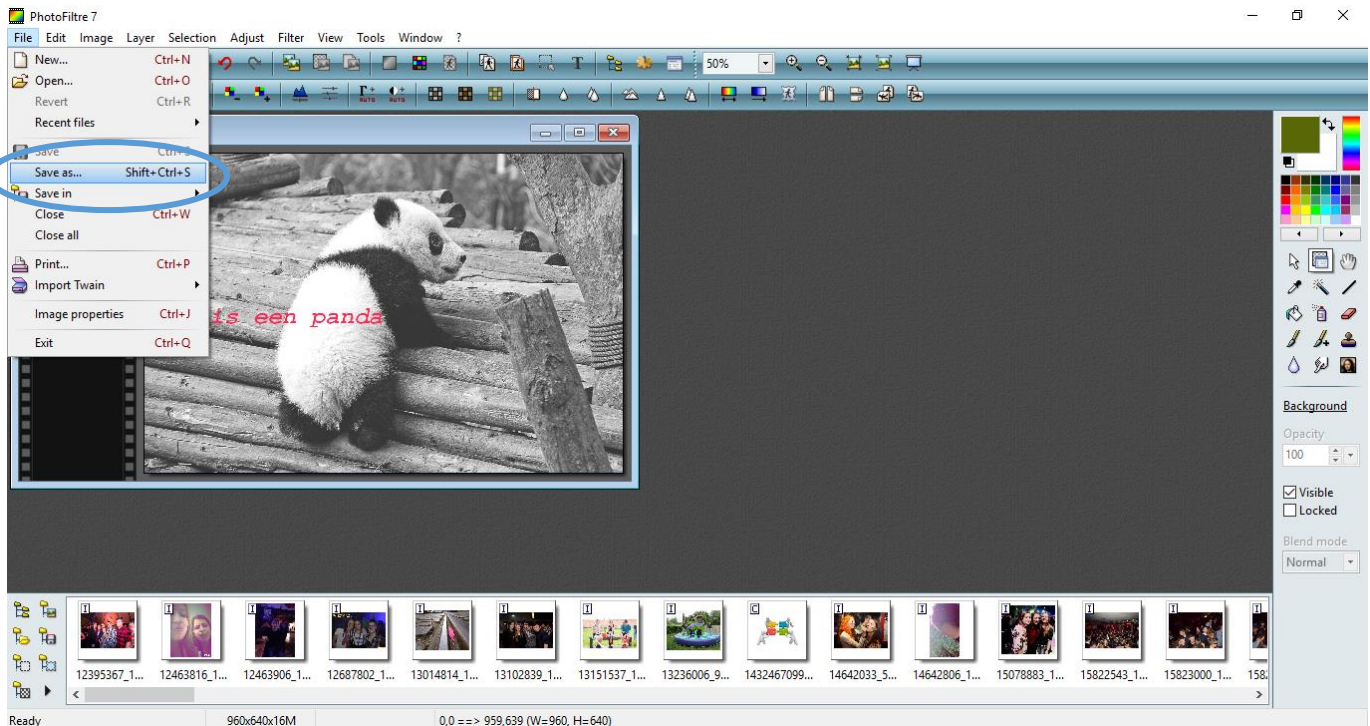 PhotoFiltre 7
File Edit Image Layer Selection Adjust Filter View Tools Window ?
New... Ctrl+N
Open... Ctrl+O
Revert Ctrl+R
Recent files
Save Ctrl+S
Save as... Shift+Ctrl+S
Save in
Close Ctrl+W
Close all
Print... Ctrl+P
Import Twain
Image properties Ctrl+J
Exit Ctrl+Q
50%
is een panda
Background
Opacity
100
Visible
Locked
Blend mode
Normal
12395367_1... 12463816_1... 12463906_1... 12687802_1... 13014814_1... 13102839_1... 13151537_1... 13236006_9... 1432467099... 14642033_5... 14642806_1... 15078883_1... 15822543_1... 15823000_1... 158
Ready 960x640x16M 0,0 ==> 959,639 (W=960, H=640)